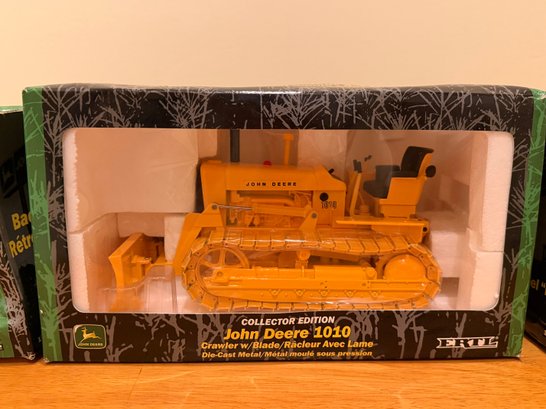 JOHN DEERE
1010
COLLECTOR EDITION
John Deere 1010
Crawler w/Blade/Râcleur Avec Lame
Die-Cast Metal/Métal moulé sous pression
JOHN DEERE
ERTL